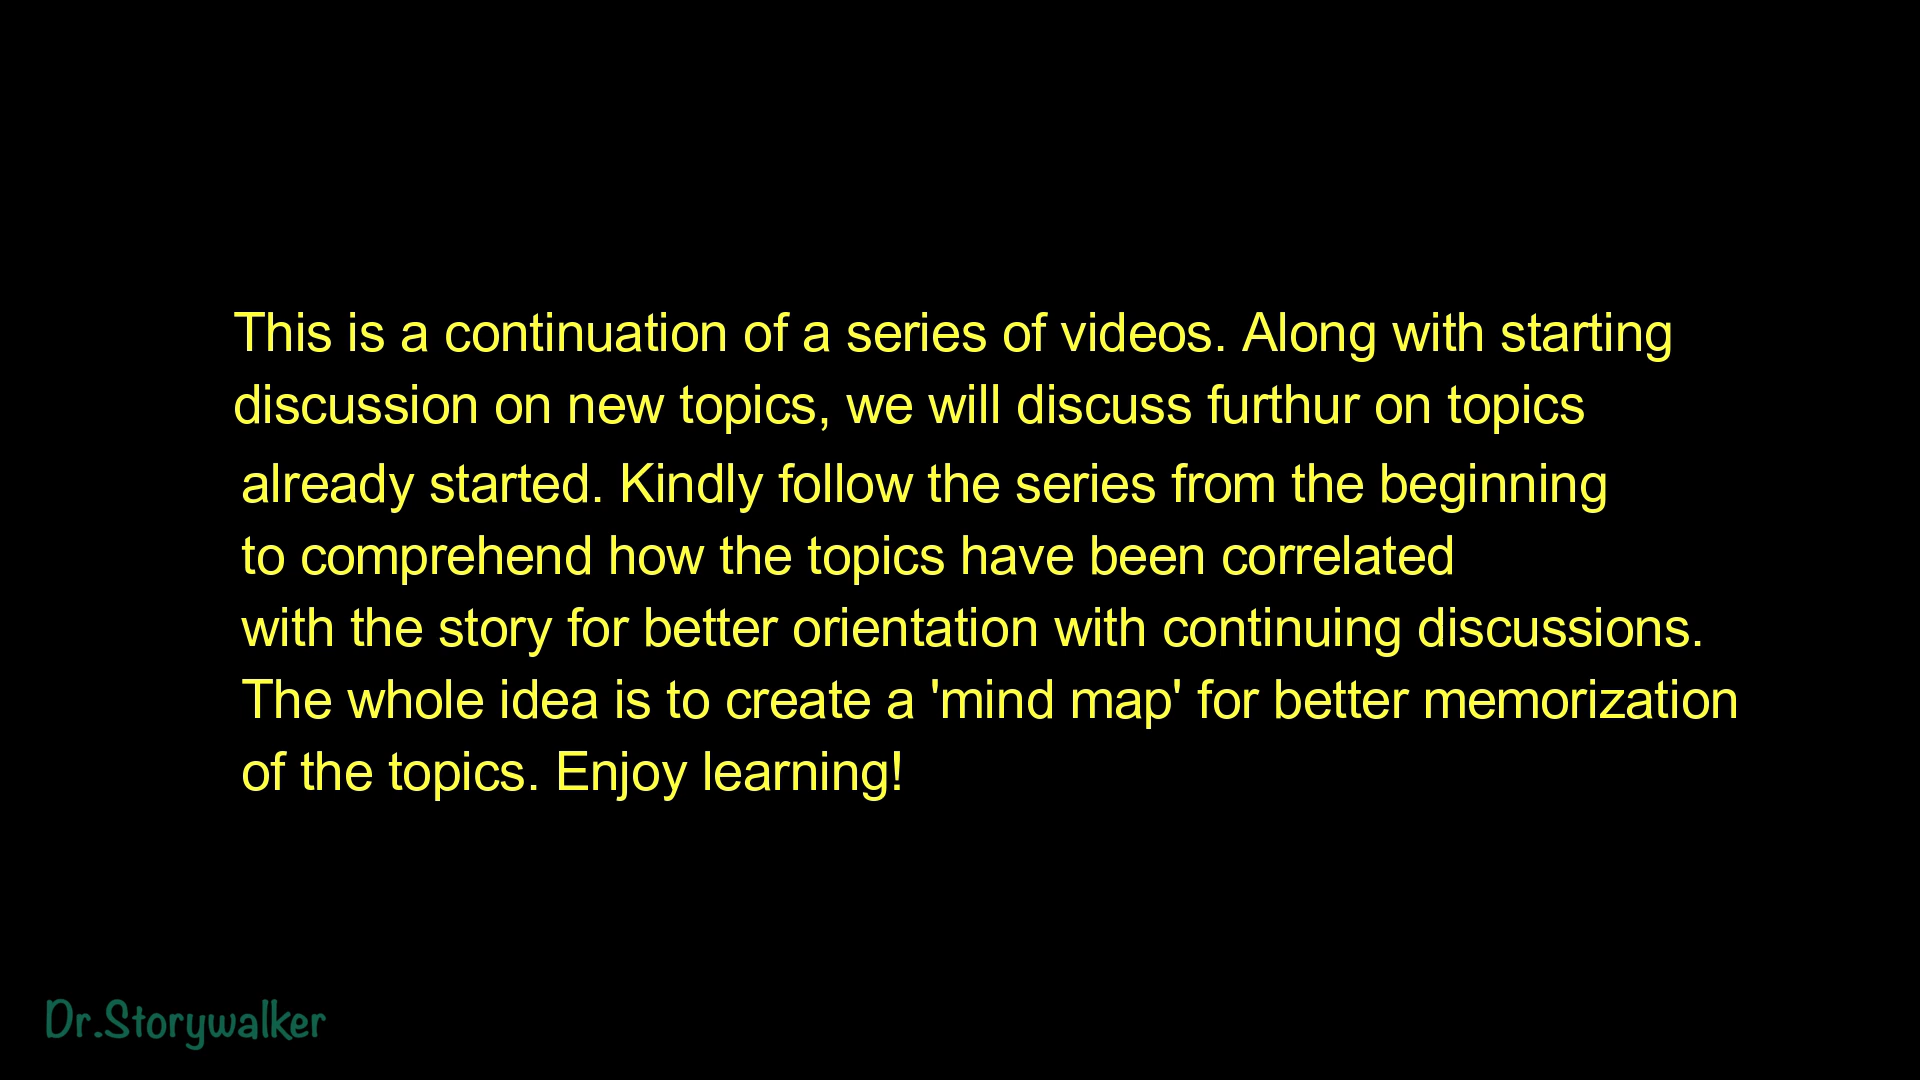 This is a continuation of a series of videos. Along with starting
discussion on new topics, we will discuss furthur on topics
already started. Kindly follow the series from the beginning
to comprehend how the topics have been correlated
with the story for better orientation with continuing discussions.
The whole idea is to create a 'mind map' for better memorization
of the topics. Enjoy learning!
Dr.Storywalker